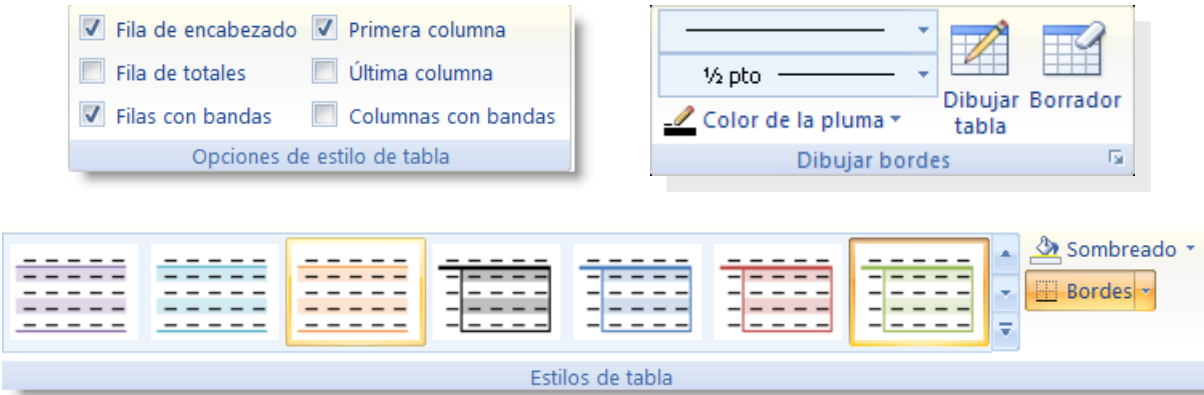 Fila de encabezado Primera columna
Fila de totales Última columna
Filas con bandas Columnas con bandas
Opciones de estilo de tabla
½ pto
Color de la pluma
Dibujar tabla
Borrador
Dibujar bordes
Sombreado
Bordes
Estilos de tabla